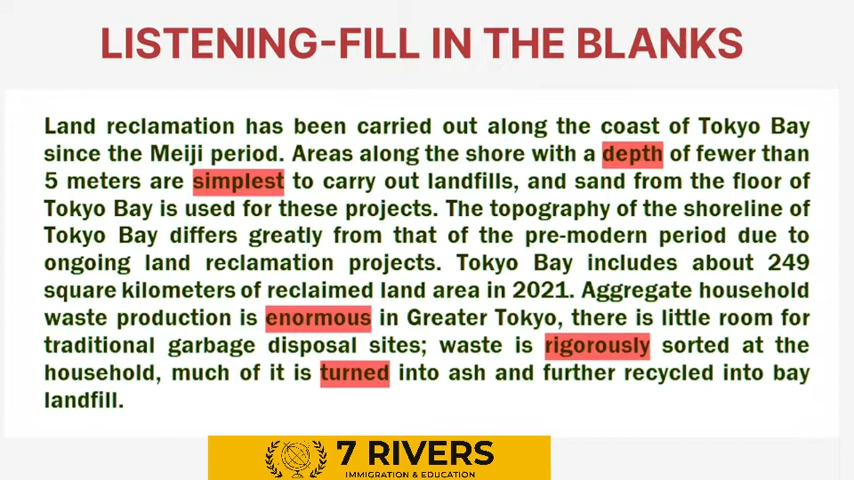 LISTENING-FILL IN THE BLANKS
Land reclamation has been carried out along the coast of Tokyo Bay
since the Meiji period. Areas along the shore with a depth of fewer than
5 meters are simplest to carry out landfills, and sand from the floor of
Tokyo Bay is used for these projects. The topography of the shoreline of
Tokyo Bay differs greatly from that of the pre-modern period due to
ongoing land reclamation projects. Tokyo Bay includes about 249
square kilometers of reclaimed land area in 2021. Aggregate household
waste production is enormous in Greater Tokyo, there is little room for
traditional garbage disposal sites; waste is rigorously sorted at the
household, much of it is turned into ash and further recycled into bay
landfill.
7 RIVERS
IMMIGRATION & EDUCATION